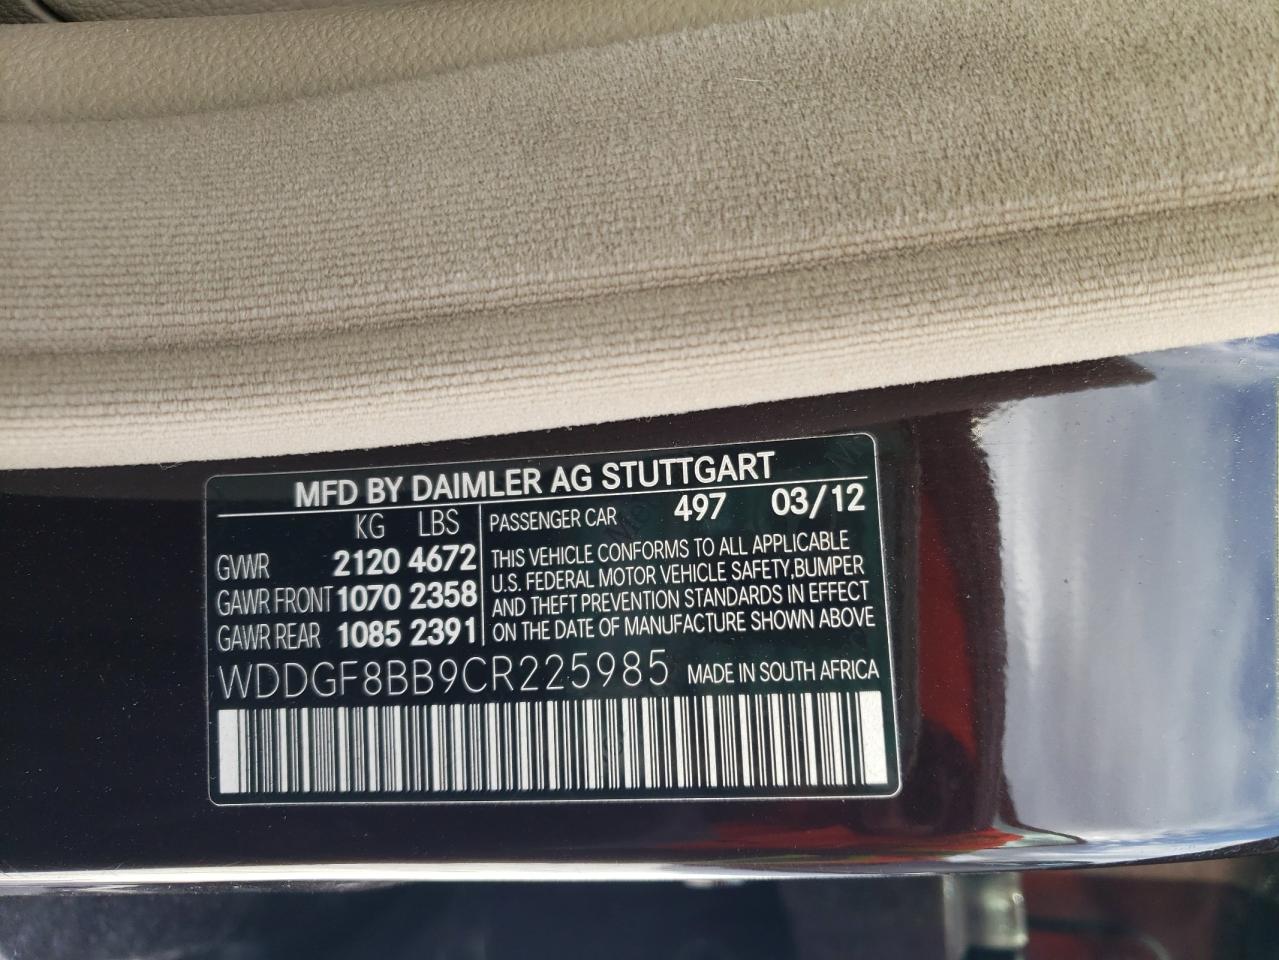 MFD BY DAIMLER AG STUTTGART
KG LBS
GVWR 2120 4672
GAWR FRONT 1070 2358
GAWR REAR 1085 2391
PASSENGER CAR 497 03/12
THIS VEHICLE CONFORMS TO ALL APPLICABLE
U.S. FEDERAL MOTOR VEHICLE SAFETY,BUMPER
AND THEFT PREVENTION STANDARDS IN EFFECT
ON THE DATE OF MANUFACTURE SHOWN ABOVE
WDDGF8BB9CR225985 MADE IN SOUTH AFRICA